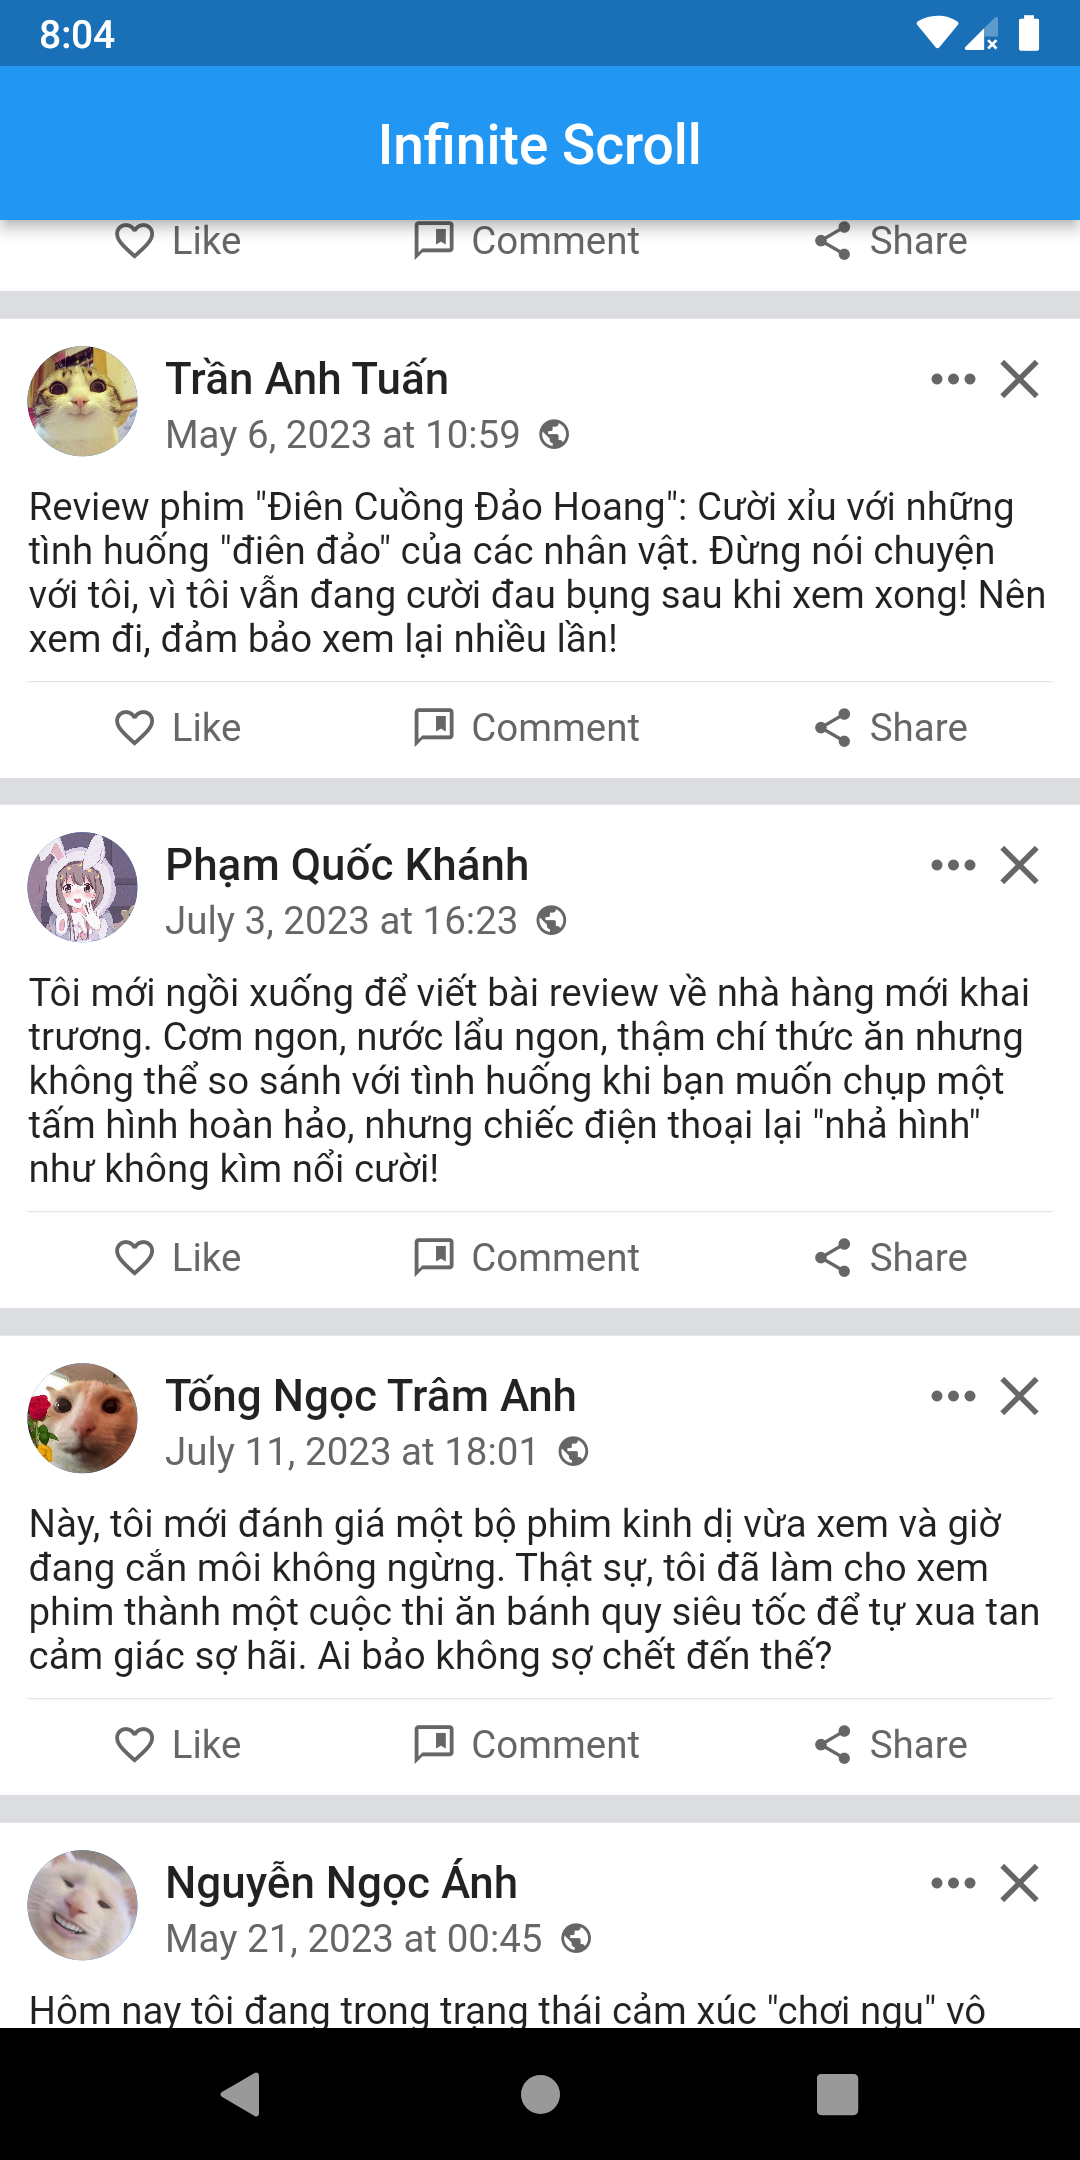 8:04
Infinite Scroll
Like Comment Share
Trần Anh Tuấn
May 6, 2023 at 10:59
Review phim "Điên Cuồng Đảo Hoang": Cười xỉu với những
tình huống "điên đảo" của các nhân vật. Đừng nói chuyện
với tôi, vì tôi vẫn đang cười đau bụng sau khi xem xong! Nên
xem đi, đảm bảo xem lại nhiều lần!
Like Comment Share
Phạm Quốc Khánh
July 3, 2023 at 16:23
Tôi mới ngồi xuống để viết bài review về nhà hàng mới khai
trương. Cơm ngon, nước lẩu ngon, thậm chí thức ăn nhưng
không thể so sánh với tình huống khi bạn muốn chụp một
tấm hình hoàn hảo, nhưng chiếc điện thoại lại "nhả hình"
như không kìm nổi cười!
Like Comment Share
Tống Ngọc Trâm Anh
July 11, 2023 at 18:01
Này, tôi mới đánh giá một bộ phim kinh dị vừa xem và giờ
đang cắn môi không ngừng. Thật sự, tôi đã làm cho xem
phim thành một cuộc thi ăn bánh quy siêu tốc để tự xua tan
cảm giác sợ hãi. Ai bảo không sợ chết đến thế?
Like Comment Share
Nguyễn Ngọc Ánh
May 21, 2023 at 00:45
Hôm nay tôi đang trong trạng thái cảm xúc "chơi ngu" vô